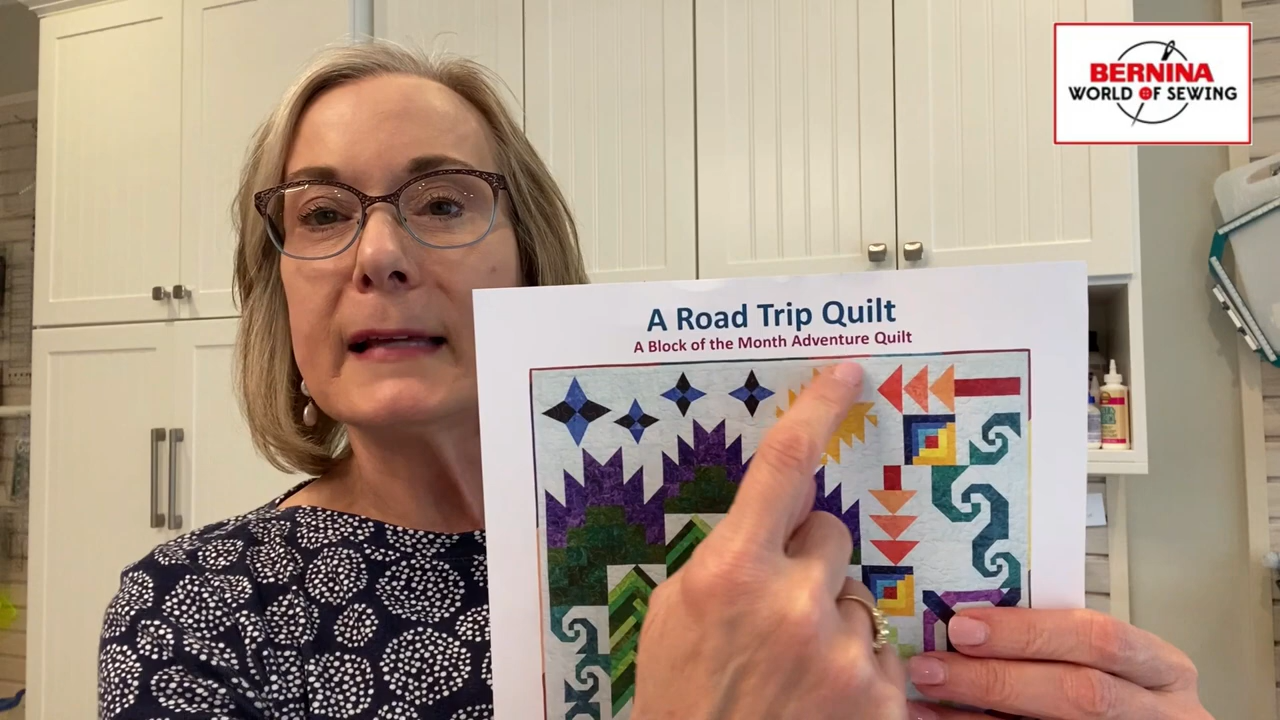 BERNINA
WORLD OF SEWING
A Road Trip Quilt
A Block of the Month Adventure Quilt